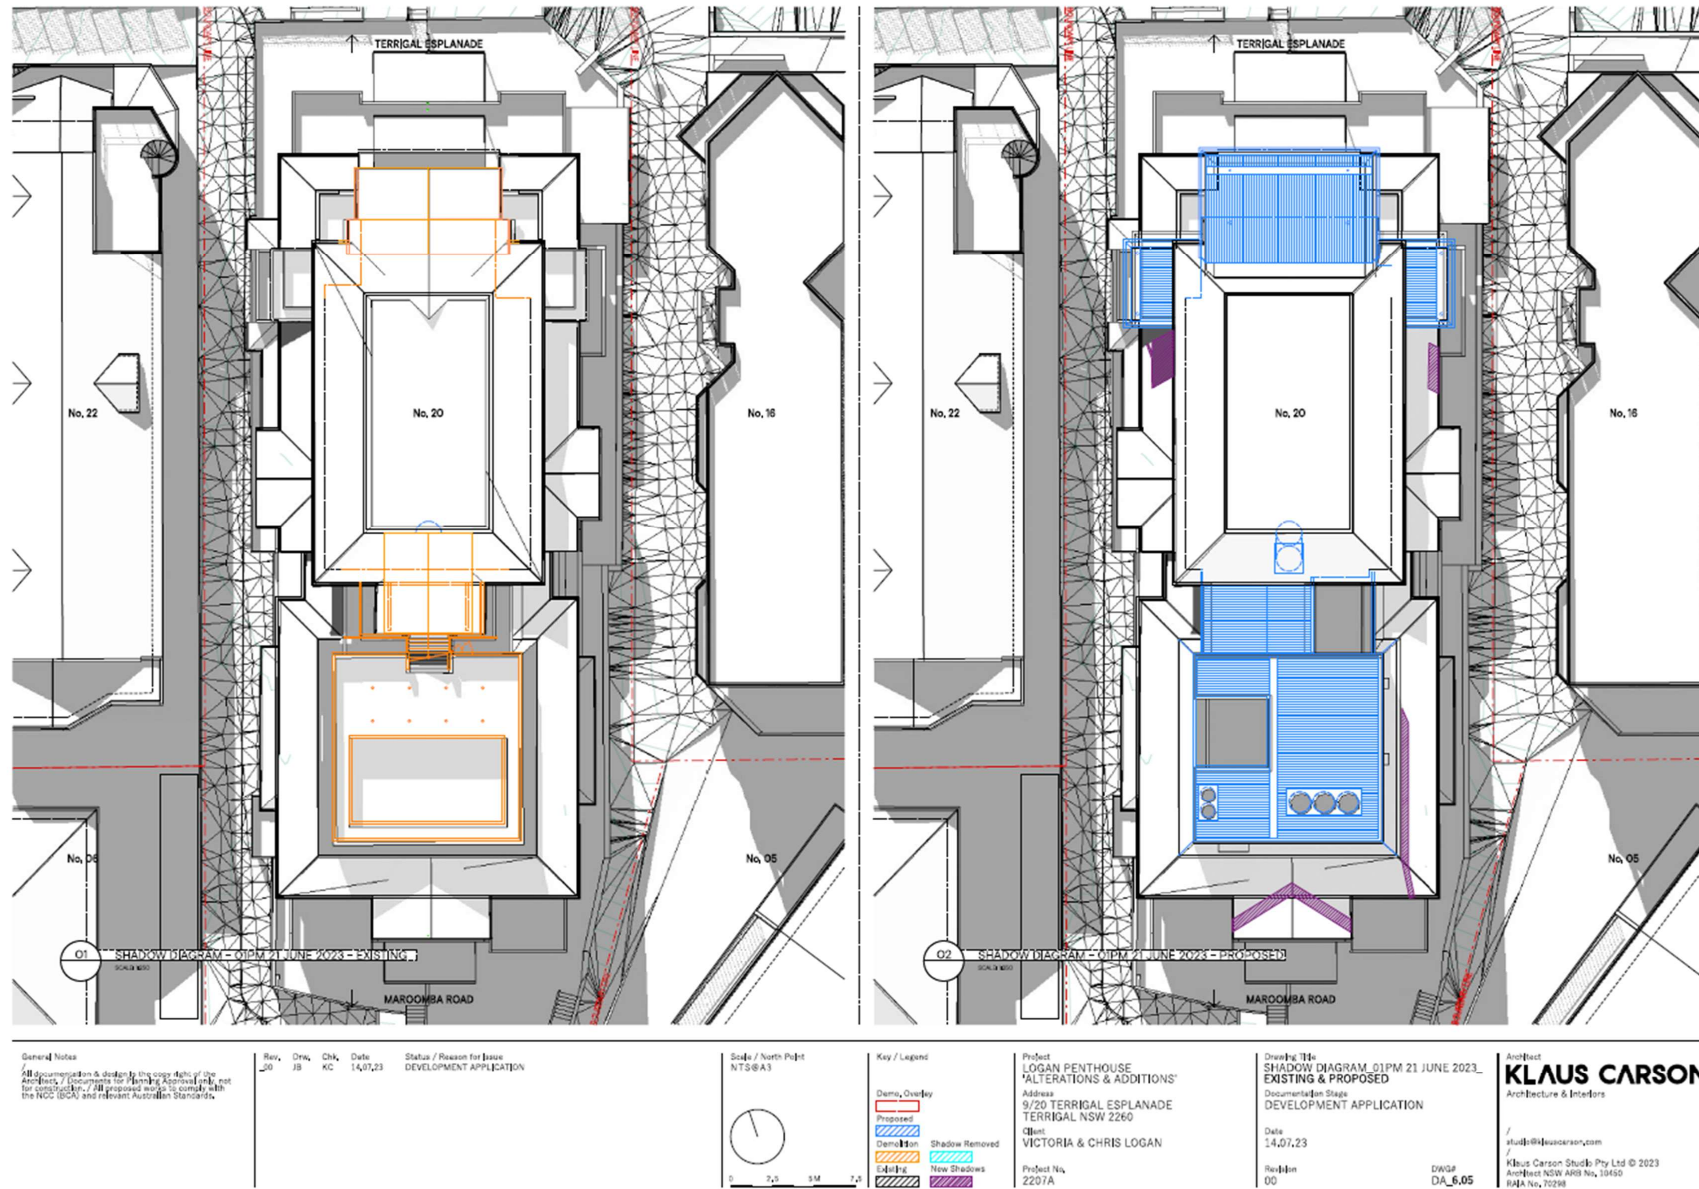 TERRIGAL ESPLANADE
No. 22
No. 20
No. 16
No. 06
No. 05
01 SHADOW DIAGRAM - 01PM 21 JUNE 2023 - EXISTING
MAROOMBA ROAD
TERRIGAL ESPLANADE
No. 22
No. 20
No. 16
No. 05
02 SHADOW DIAGRAM - 01PM 21 JUNE 2023 - PROPOSED
MAROOMBA ROAD
General Notes
/
All documentation & design is the copy right of the
Architect. / Documents for Planning Approval only, not
for construction. / All proposed works to comply with
the NCC (BCA) and relevant Australian Standards.
Rev. Drw. Chk. Date Status / Reason for Issue
00 JB KC 14.07.23 DEVELOPMENT APPLICATION
Scale / North Point
NTS@A3
0 2,5 5M 7,5
Key / Legend
Demo. Overlay
Proposed
Demolition Shadow Removed
Existing New Shadows
Project
LOGAN PENTHOUSE
'ALTERATIONS & ADDITIONS'
Address
9/20 TERRIGAL ESPLANADE
TERRIGAL NSW 2260
Client
VICTORIA & CHRIS LOGAN
Project No.
2207A
Drawing Title
SHADOW DIAGRAM_01PM 21 JUNE 2023_
EXISTING & PROPOSED
Documentation Stage
DEVELOPMENT APPLICATION
Date
14.07.23
Revision DWG#
00 DA_6.05
Architect
KLAUS CARSON
Architecture & Interiors
/
studio@klauscarson.com
/
Klaus Carson Studio Pty Ltd © 2023
Architect NSW ARB No. 10450
RAIA No. 70298